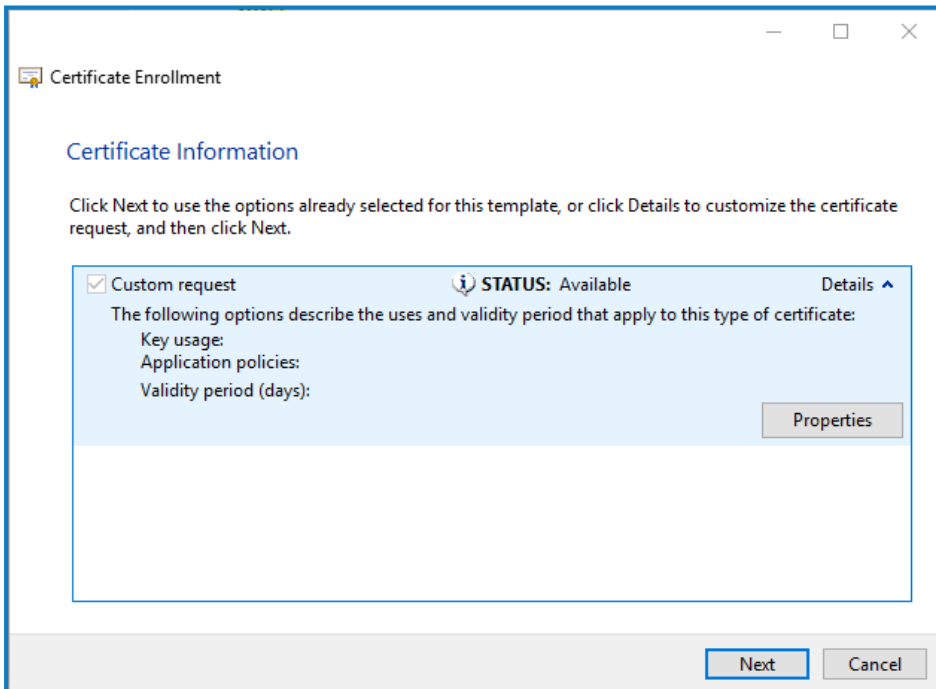 Certificate Enrollment
Certificate Information
Click Next to use the options already selected for this template, or click Details to customize the certificate
request, and then click Next.
Custom request STATUS: Available Details
The following options describe the uses and validity period that apply to this type of certificate:
Key usage:
Application policies:
Validity period (days):
Properties
Next Cancel